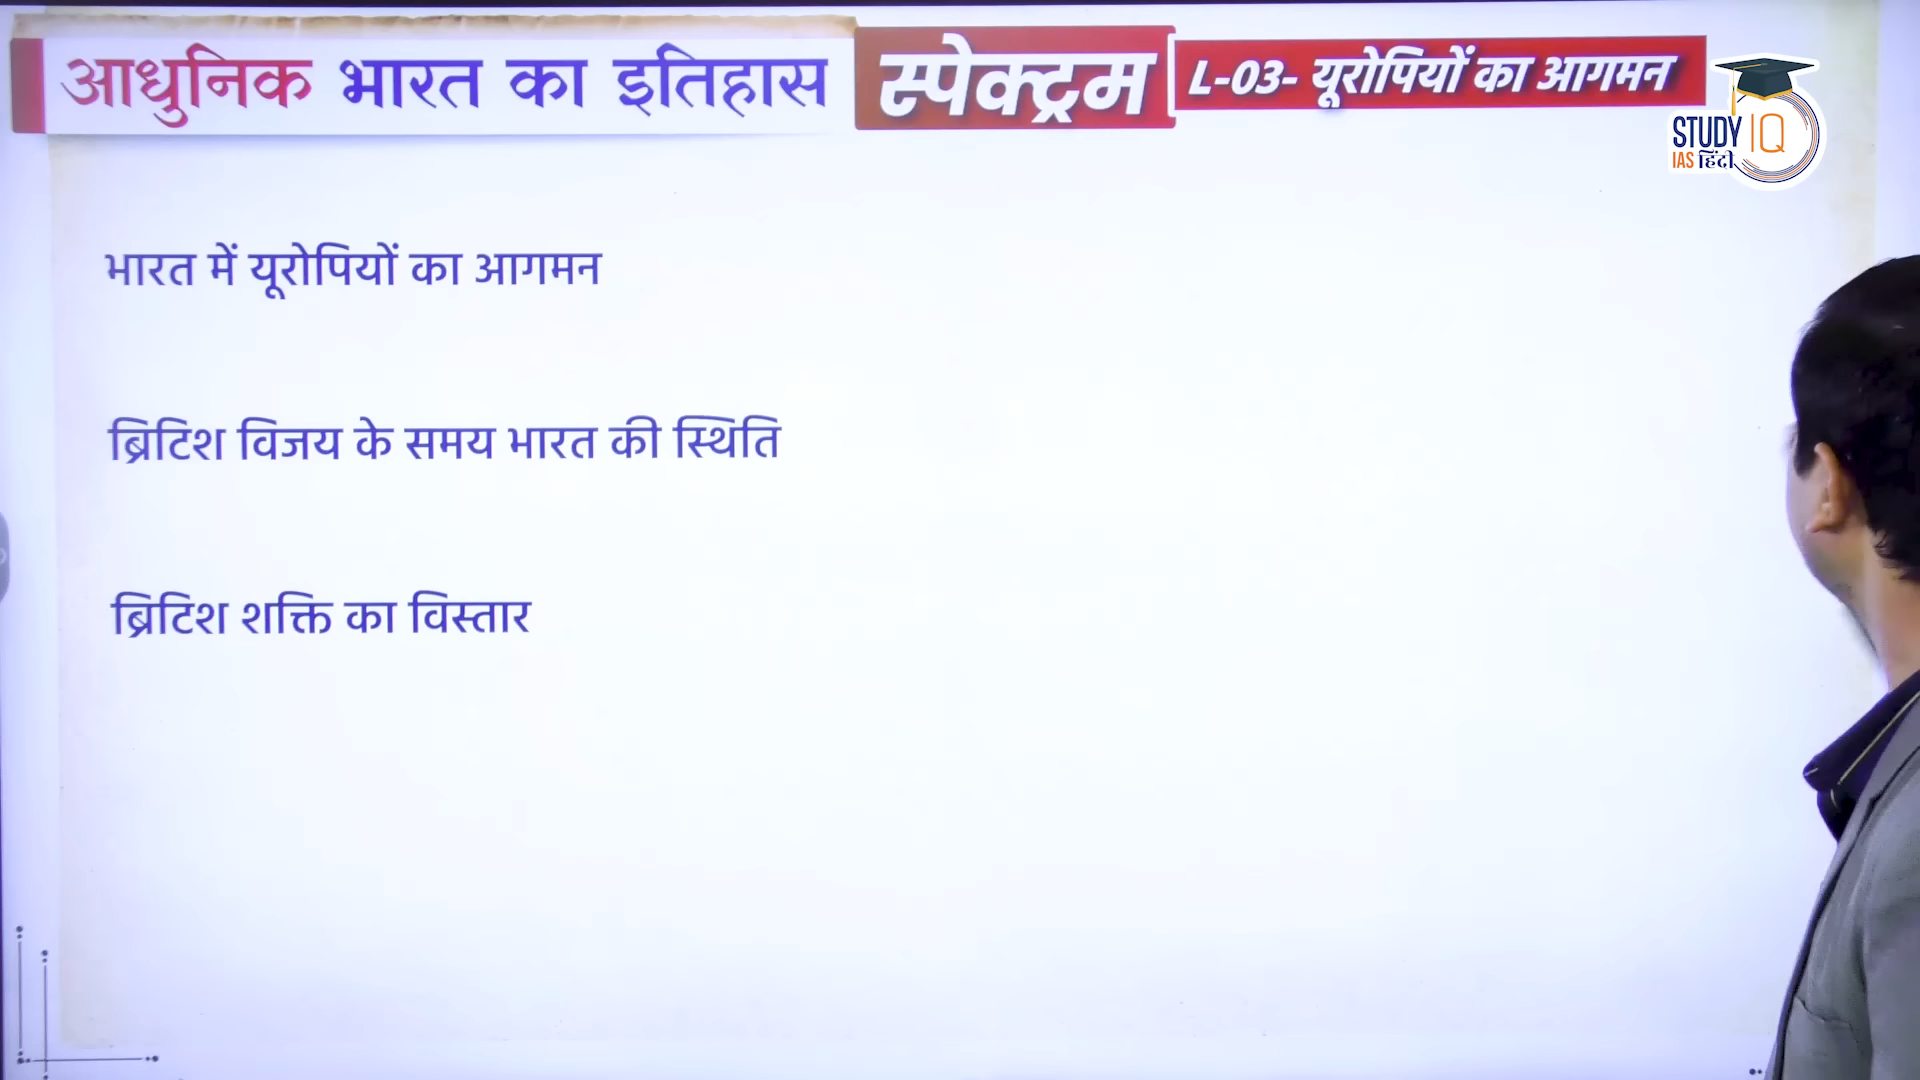 आधुनिक भारत का इतिहास स्पेक्ट्रम L-03- यूरोपियों का आगमन
STUDY IQ
IAS हिंदी
भारत में यूरोपियों का आगमन
ब्रिटिश विजय के समय भारत की स्थिति
ब्रिटिश शक्ति का विस्तार